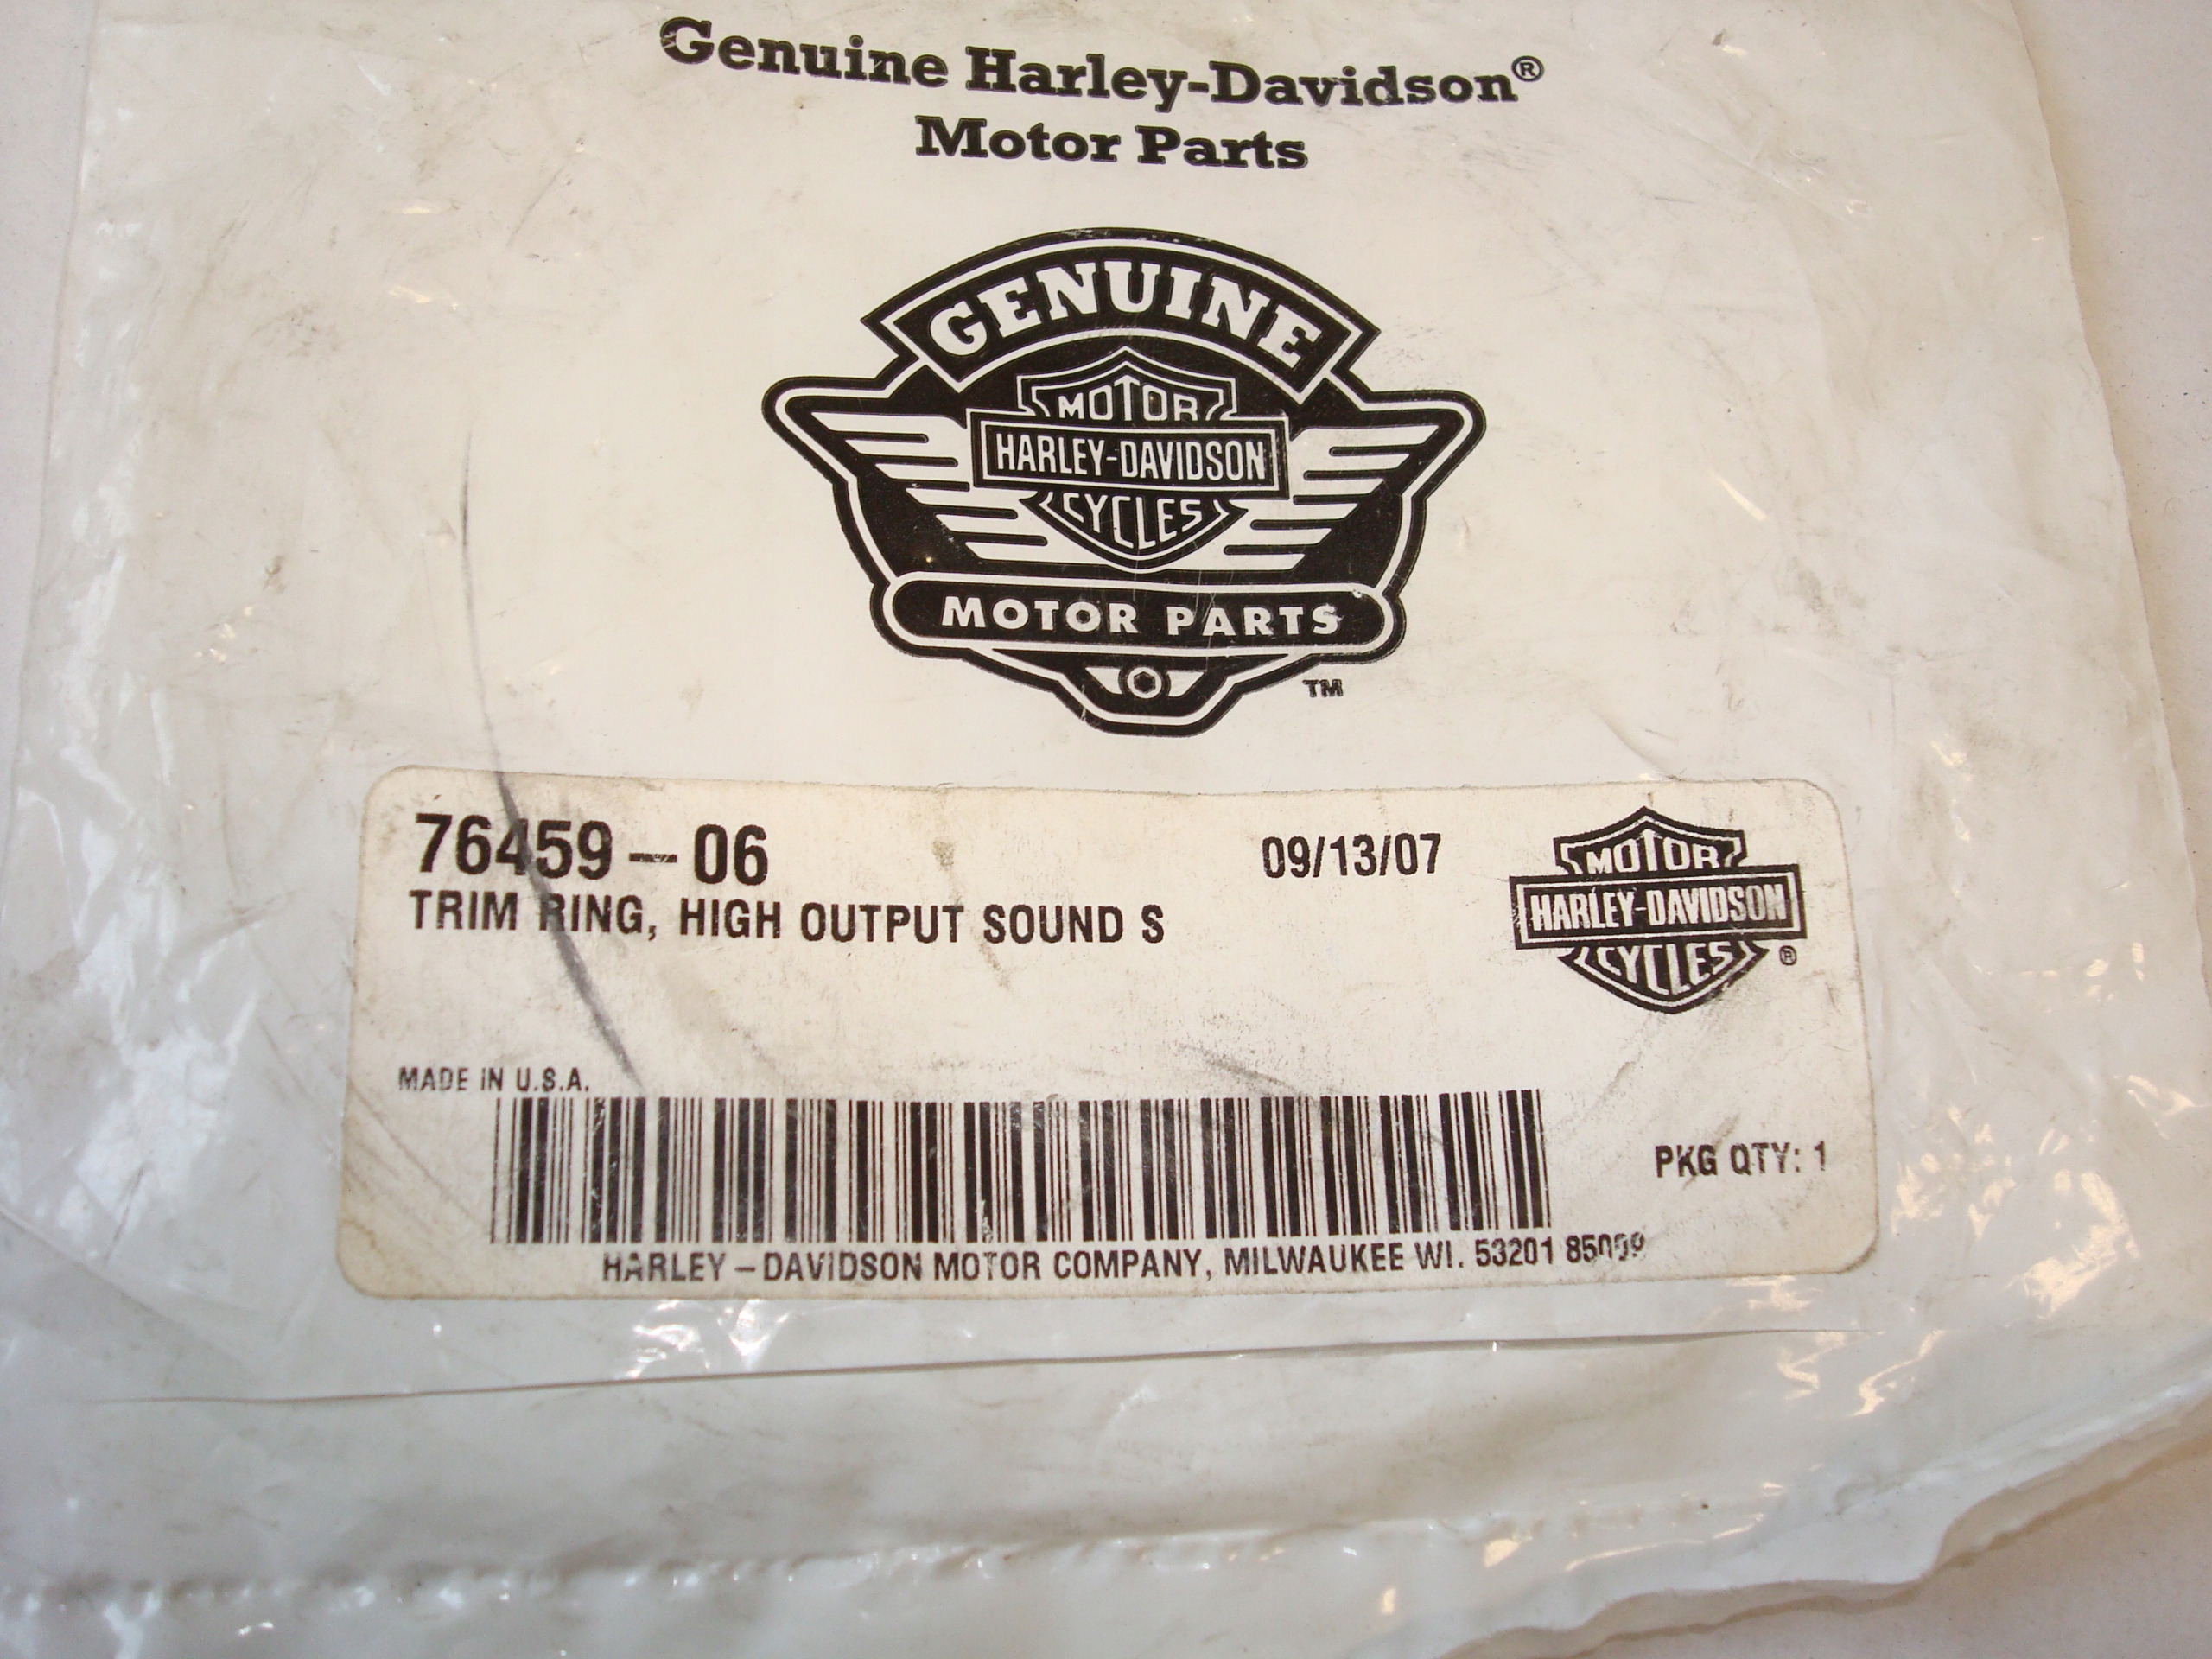 Genuine Harley-Davidson®
Motor Parts
GENUINE
MOTOR
HARLEY-DAVIDSON
CYCLES
MOTOR PARTS
TM
76459-06
09/13/07
TRIM RING, HIGH OUTPUT SOUND S
MOTOR
HARLEY-DAVIDSON
CYCLES
®
MADE IN U.S.A.
PKG QTY: 1
HARLEY-DAVIDSON MOTOR COMPANY, MILWAUKEE WI. 53201